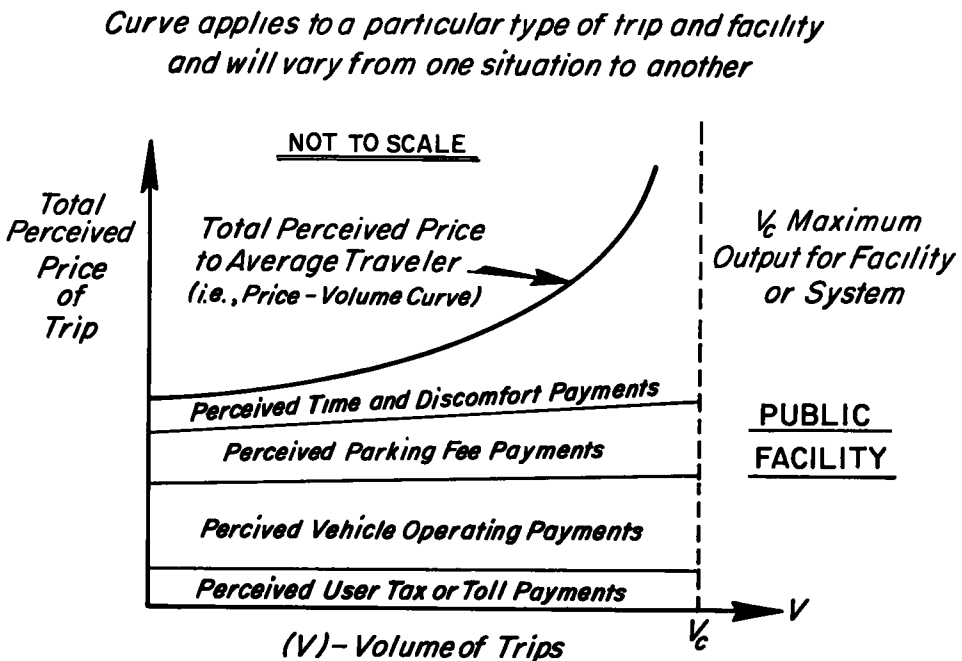 Curve applies to a particular type of trip and facility
and will vary from one situation to another
NOT TO SCALE
Total
Perceived
Price
of
Trip
Total Perceived Price
to Average Traveler
(i.e., Price-Volume Curve)
Vc Maximum
Output for Facility
or System
Perceived Time and Discomfort Payments
PUBLIC
FACILITY
Perceived Parking Fee Payments
Percived Vehicle Operating Payments
Perceived User Tax or Toll Payments
V
Vc
(V)-Volume of Trips